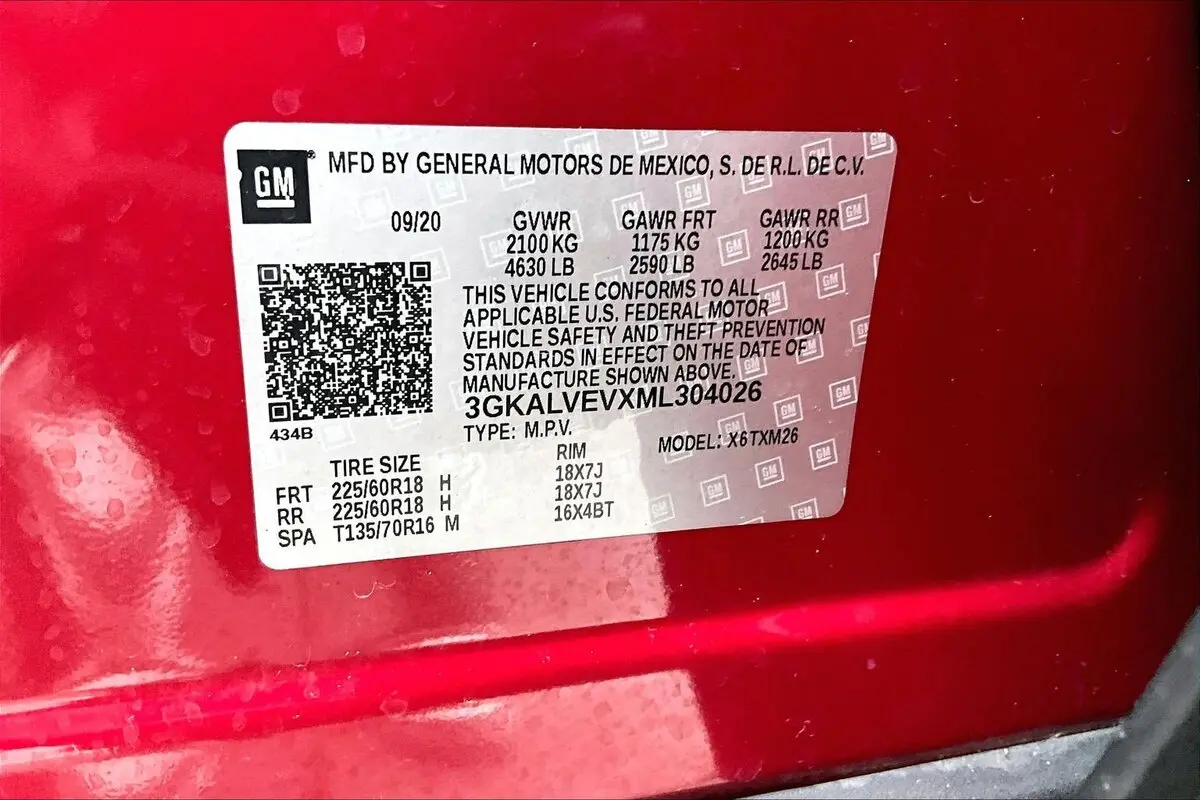 GM® MFD BY GENERAL MOTORS DE MEXICO, S. DE R.L. DE C.V.
09/20 GVWR GAWR FRT GAWR RR
2100 KG 1175 KG 1200 KG
4630 LB 2590 LB 2645 LB
THIS VEHICLE CONFORMS TO ALL
APPLICABLE U.S. FEDERAL MOTOR
VEHICLE SAFETY AND THEFT PREVENTION
STANDARDS IN EFFECT ON THE DATE OF
MANUFACTURE SHOWN ABOVE.
3GKALVEVXML304026
434B
TYPE: M.P.V. MODEL: X6TXM26
TIRE SIZE RIM
FRT 225/60R18 H 18X7J
RR 225/60R18 H 18X7J
SPA T135/70R16 M 16X4BT